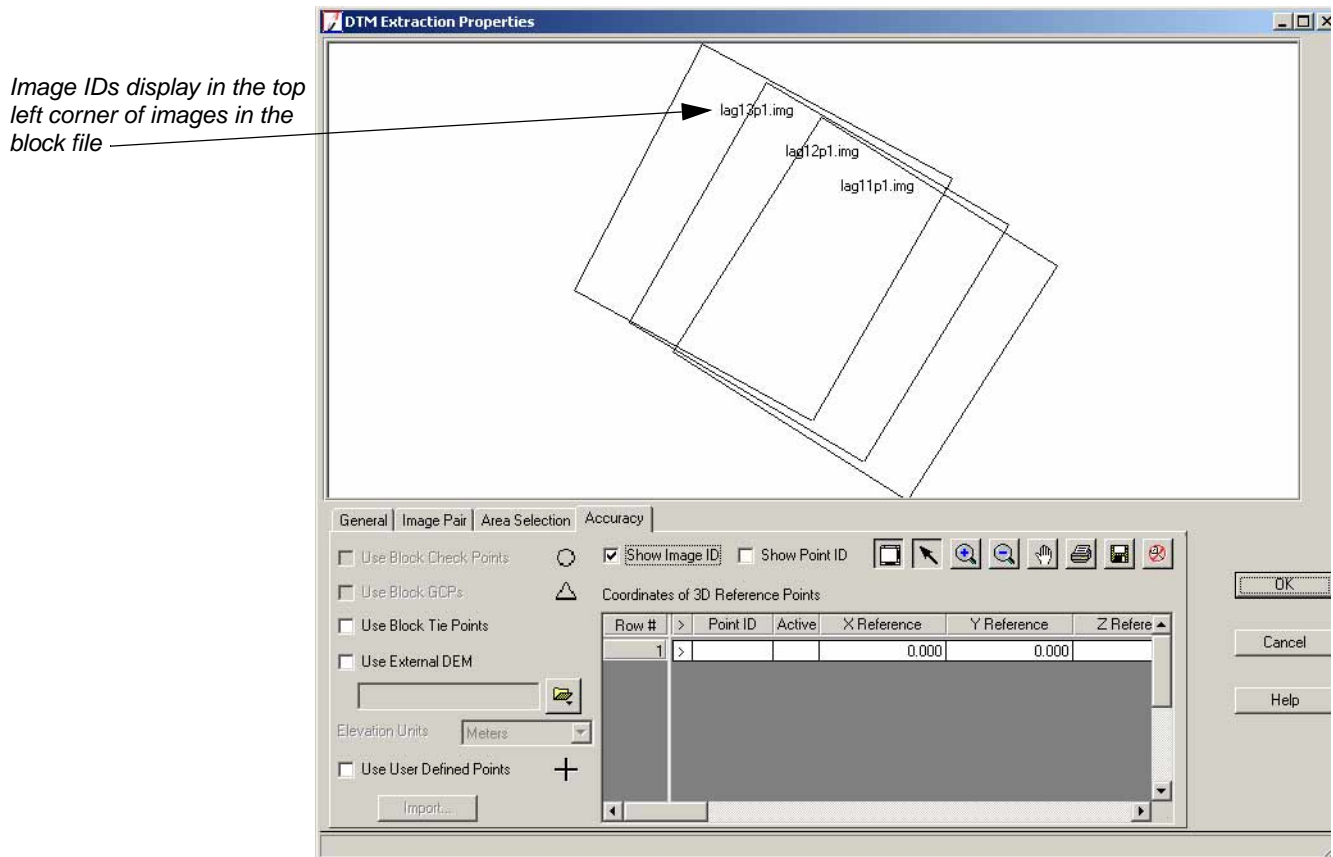 DTM Extraction Properties
Image IDs display in the top
left corner of images in the
block file
lag13p1.img
lag12p1.img
lag11p1.img
General Image Pair Area Selection Accuracy
Use Block Check Points
Show Image ID Show Point ID
Use Block GCPs
Coordinates of 3D Reference Points
Use Block Tie Points
Row # > Point ID Active X Reference Y Reference Z Refere
1 > 0.000 0.000
Use External DEM
Elevation Units Meters
Use User Defined Points
Import...
OK
Cancel
Help